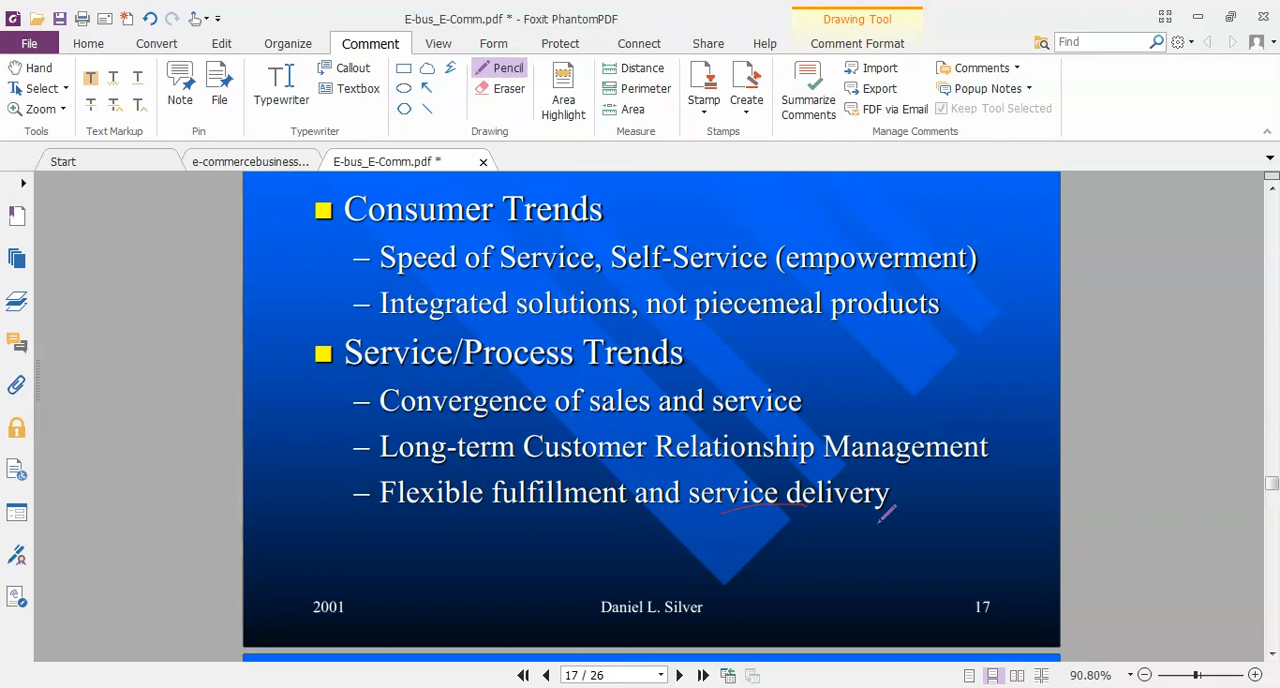 E-bus_E-Comm.pdf * - Foxit PhantomPDF
Drawing Tool
File Home Convert Edit Organize Comment View Form Protect Connect Share Help Comment Format
Find
Hand
Select
Zoom
Tools
Text Markup
Note
File
Pin
Typewriter
Callout
Textbox
Typewriter
Pencil
Eraser
Drawing
Area Highlight
Distance
Perimeter
Area
Measure
Stamp
Create
Stamps
Summarize Comments
Import
Export
FDF via Email
Comments
Popup Notes
Keep Tool Selected
Manage Comments
Start
e-commercebusiness...
E-bus_E-Comm.pdf *
Consumer Trends
– Speed of Service, Self-Service (empowerment)
– Integrated solutions, not piecemeal products
Service/Process Trends
– Convergence of sales and service
– Long-term Customer Relationship Management
– Flexible fulfillment and service delivery
2001 Daniel L. Silver 17
17 / 26
90.80%